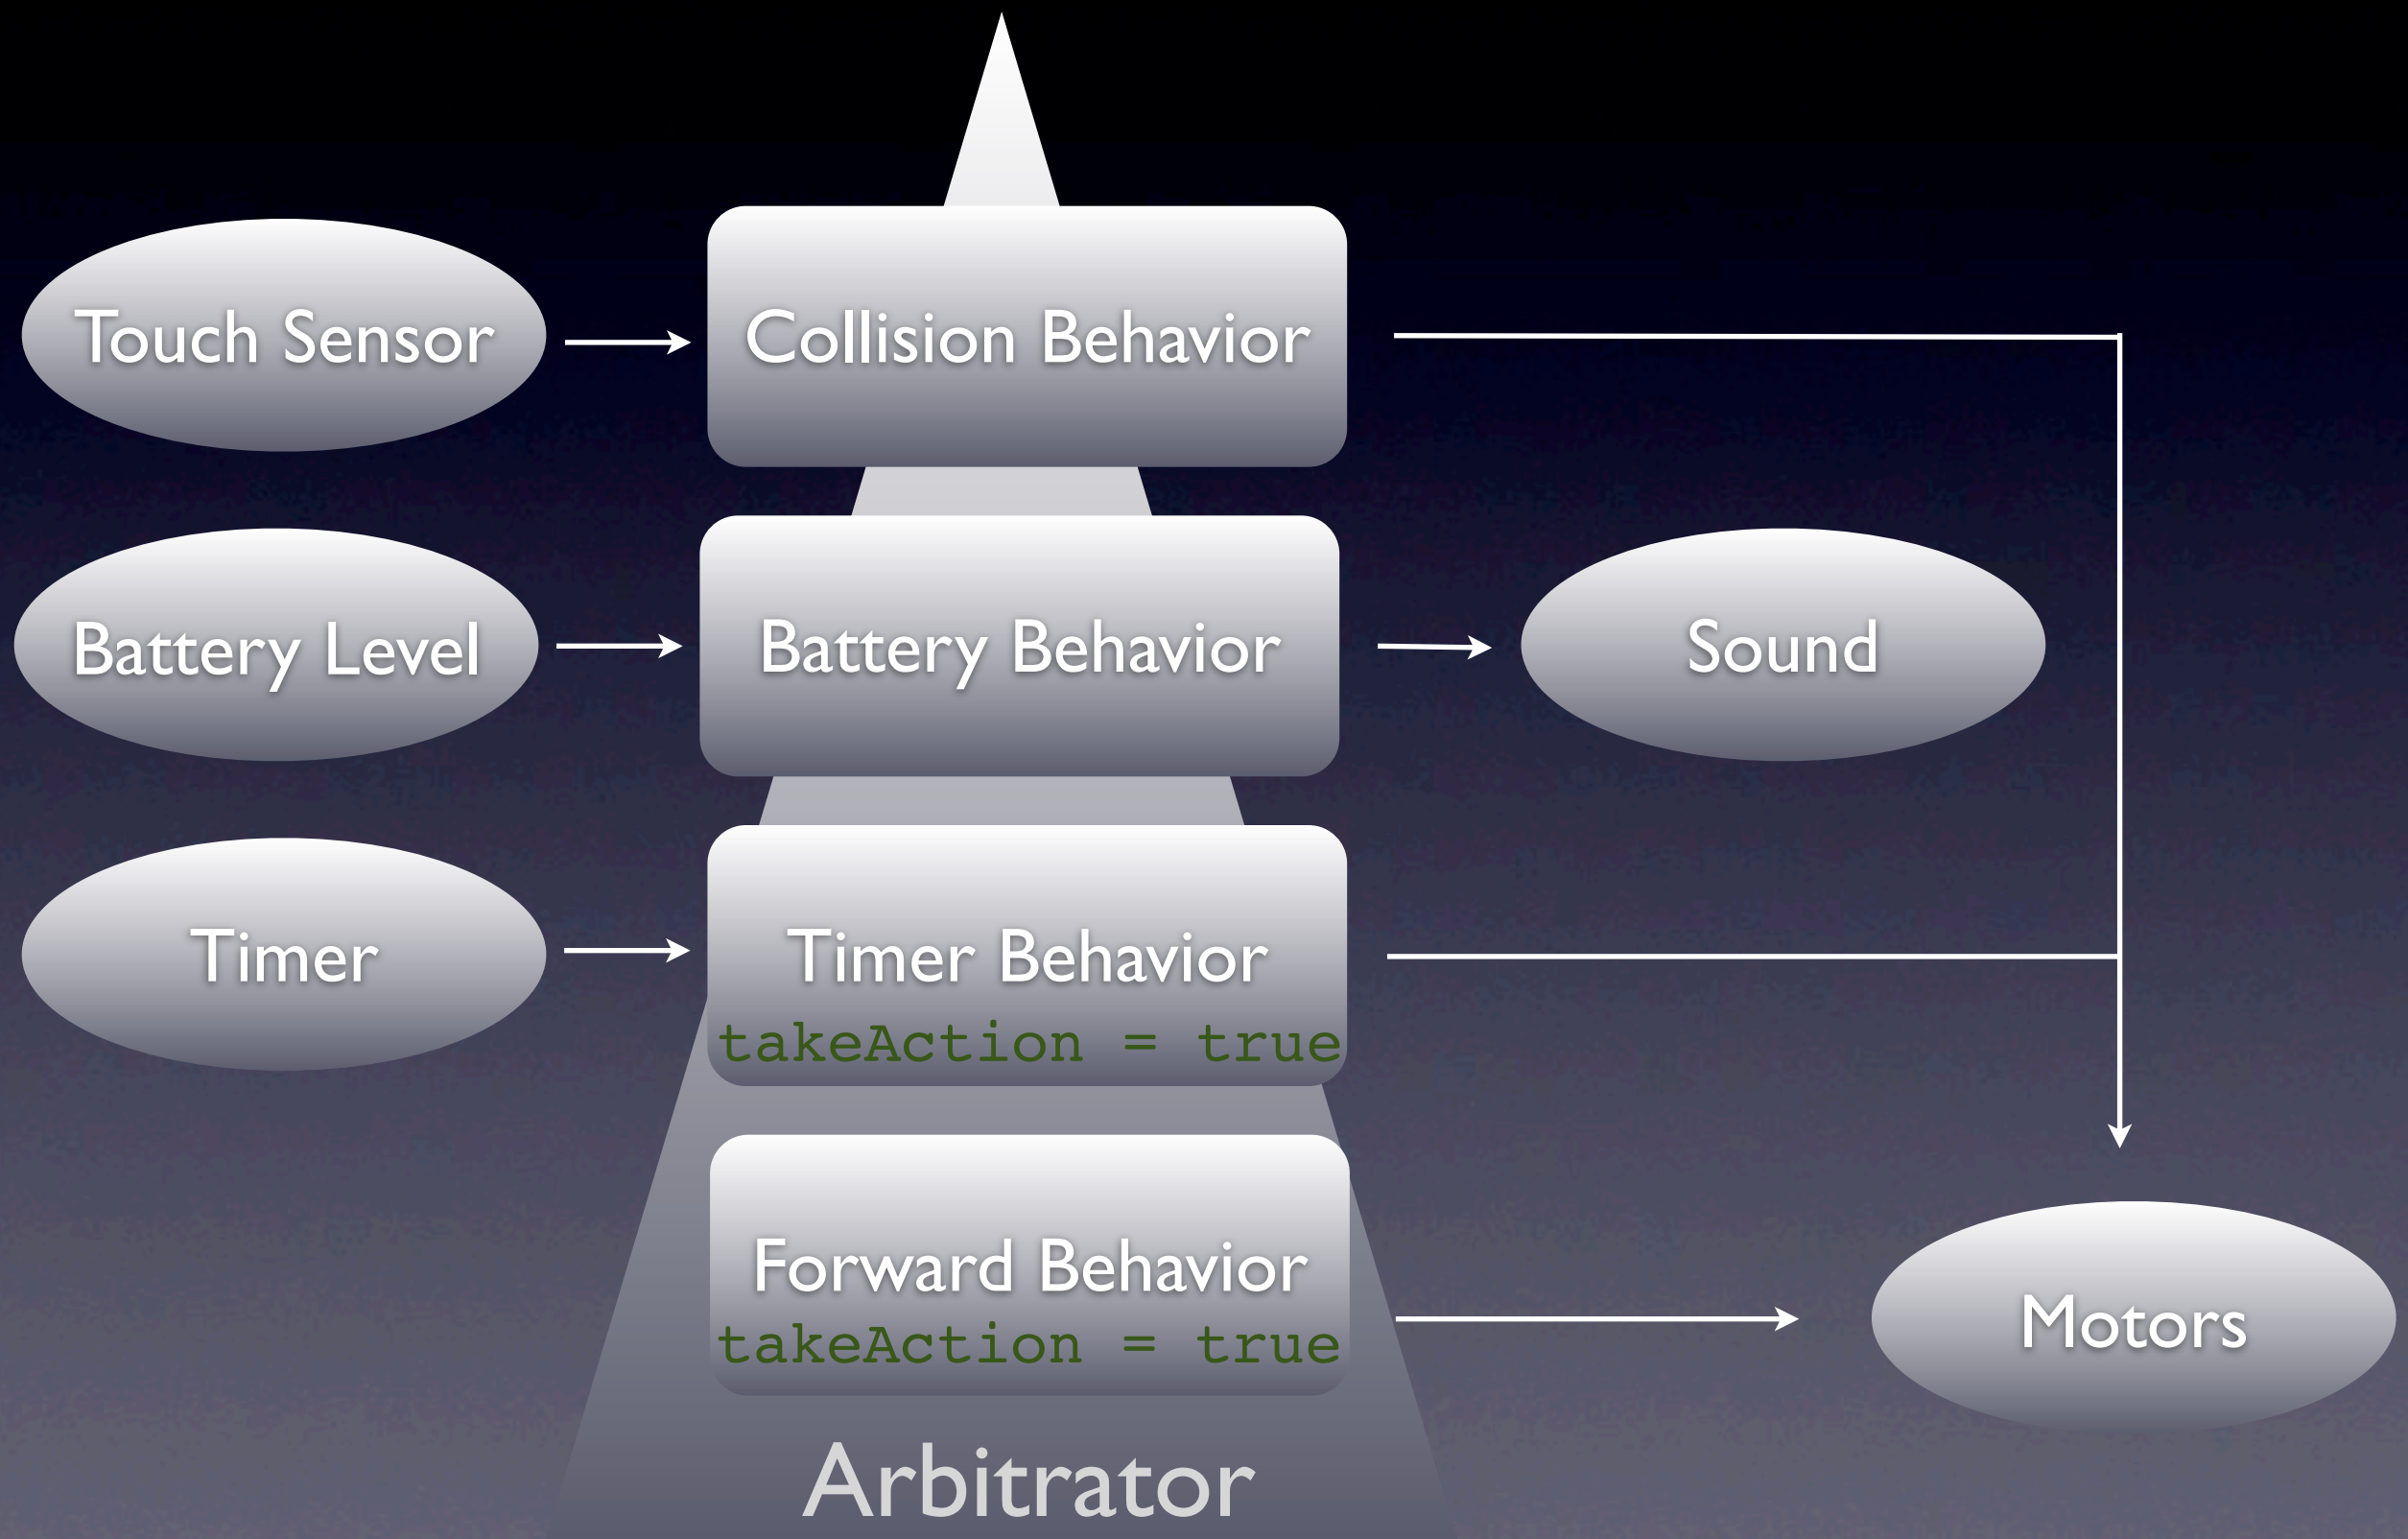 Touch Sensor
Collision Behavior
Battery Level
Battery Behavior
Sound
Timer
Timer Behavior
takeAction = true
Forward Behavior
takeAction = true
Motors
Arbitrator